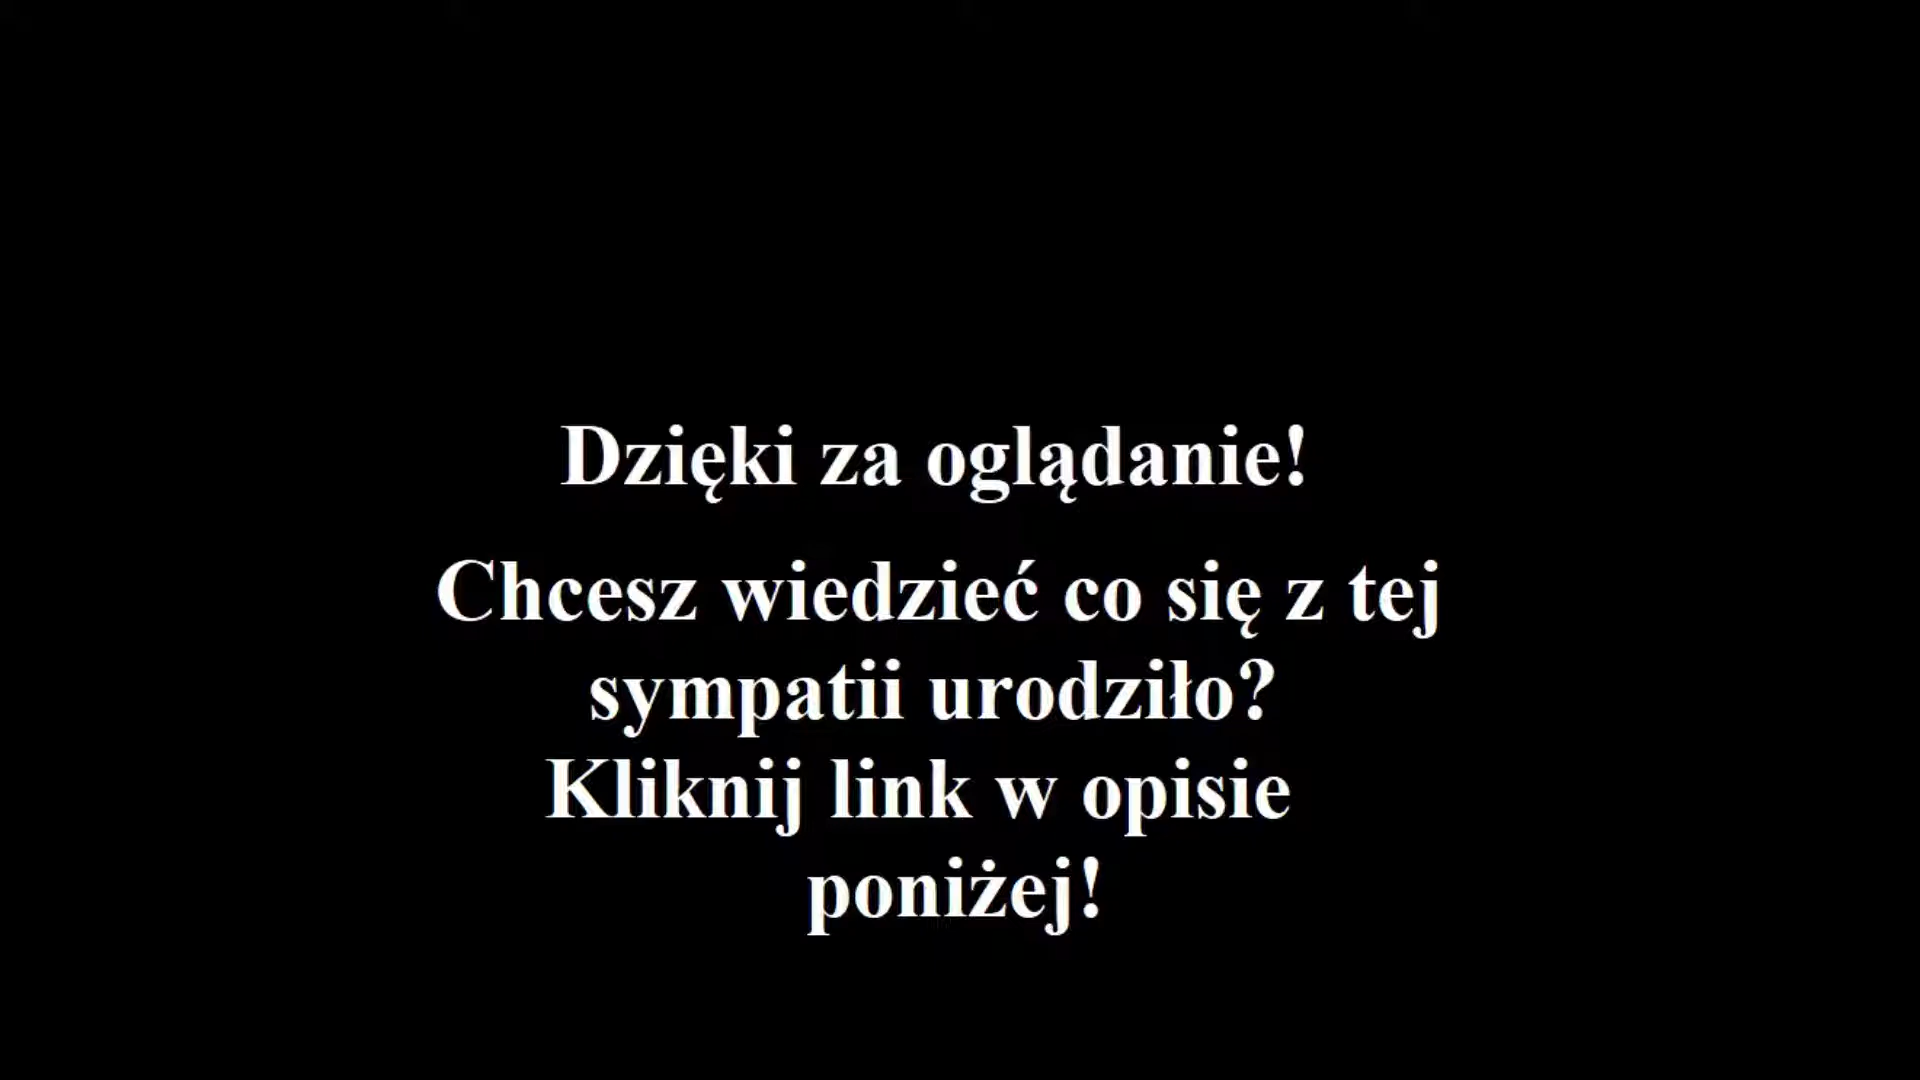 Dzięki za oglądanie!
Chcesz wiedzieć co się z tej
sympatii urodziło?
Kliknij link w opisie
poniżej!